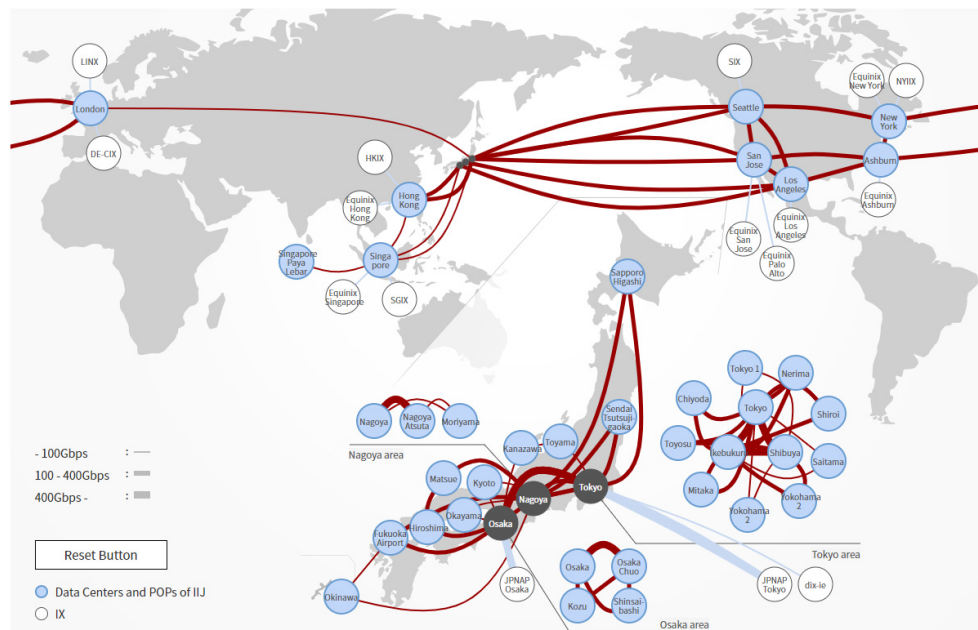 LINX
London
DE-CIX
HKIX
Equinix
Hong
Kong
Hong
Kong
Singapore
Paya
Lebar
Singa
pore
Equinix
Singapore
SGIX
SIX
Seattle
San
Jose
Los
Angeles
Equinix
San
Jose
Equinix
Los
Angeles
Equinix
Palo
Alto
Equinix
New York
NYIIX
New
York
Ashburn
Equinix
Ashburn
Sapporo
Higashi
Sendai
Tsutsuji-
gaoka
Nagoya
Nagoya
Atsuta
Moriyama
Nagoya area
Kanazawa
Toyama
Matsue
Kyoto
Okayama
Hiroshima
Fukuoka
Airport
Okinawa
Osaka
Nagoya
Tokyo
JPNAP
Osaka
Osaka
Osaka
Chuo
Kozu
Shinsai-
bashi
Osaka area
Tokyo 1
Nerima
Chiyoda
Tokyo
Shiroi
Toyosu
Ikebukuro
Shibuya
Saitama
Mitaka
Yokohama
2
Yokohama
2
Tokyo area
JPNAP
Tokyo
dix-ie
- 100Gbps :
100 - 400Gbps :
400Gbps - :
Reset Button
Data Centers and POPs of IIJ
IX